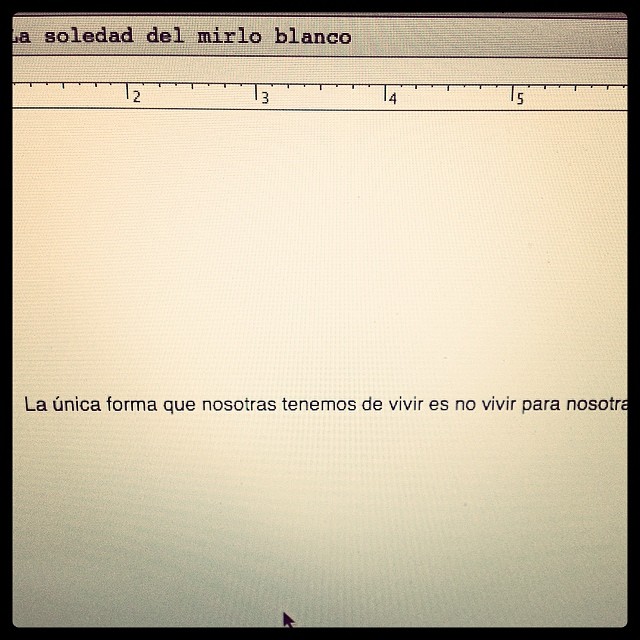 La soledad del mirlo blanco
2 3 4 5
La única forma que nosotras tenemos de vivir es no vivir para nosotra